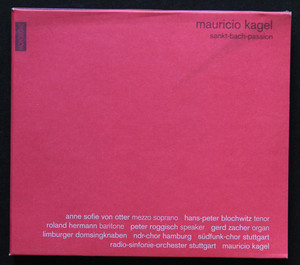 mauricio kagel
sankt-bach-passion
anne sofie von otter mezzo soprano hans-peter blochwitz tenor
roland hermann baritone peter roggisch speaker gerd zacher organ
limburger domsingknaben ndr-chor hamburg südfunk-chor stuttgart
radio-sinfonie-orchester stuttgart mauricio kagel